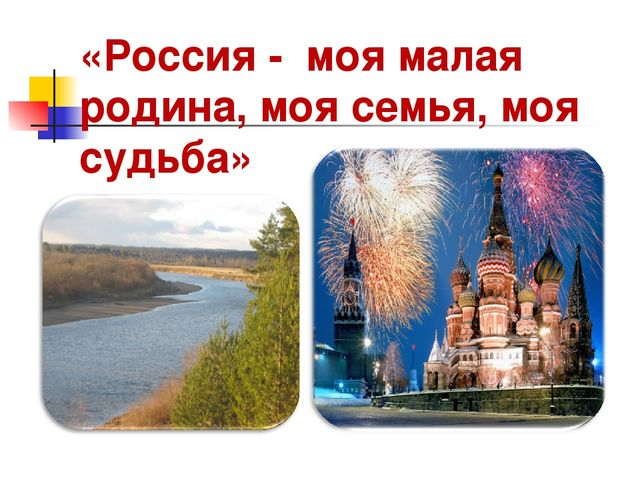 «Россия -  моя малая
родина, моя семья, моя
судьба»